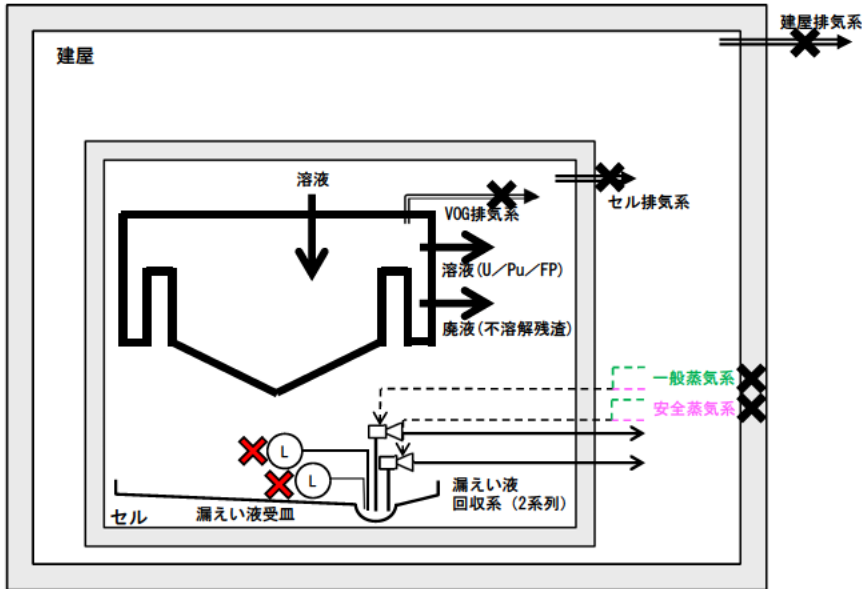 建屋排気系
建屋
溶液
VOG排気系
セル排気系
溶液(U/Pu/FP)
廃液(不溶解残渣)
一般蒸気系
安全蒸気系
L
L
漏えい液
回収系(2系列)
漏えい液受皿
セル